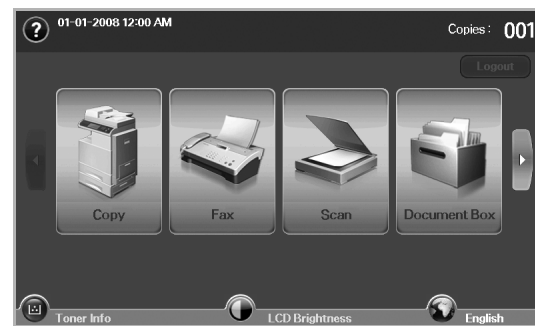 ? 01-01-2008 12:00 AM Copies : 001
Logout
Copy Fax Scan Document Box
Toner Info LCD Brightness English